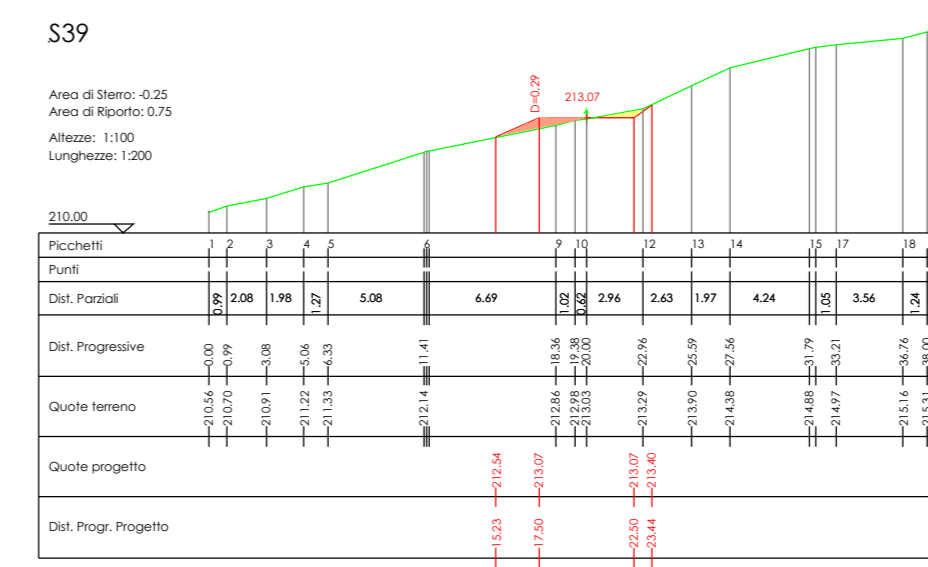 S39
Area di Sterro: -0.25
Area di Riporto: 0.75
Altezze: 1:100
Lunghezze: 1:200
D=0.29
213.07
210.00
Picchetti 1 2 3 4 5 6 9 10 12 13 14 15 17 18
Punti
Dist. Parziali 0.99 2.08 1.98 1.27 5.08 6.69 1.02 0.62 2.96 2.63 1.97 4.24 1.05 3.56 1.24
Dist. Progressive 0.00 0.99 3.08 5.06 6.33 11.41 18.36 19.38 20.00 22.96 25.59 27.56 31.79 33.21 36.76 38.00
Quote terreno 210.56 210.70 210.91 211.22 211.33 212.14 212.86 212.98 213.03 213.29 213.90 214.38 214.88 214.97 215.16 215.31
Quote progetto 212.54 213.07 213.07 213.40
Dist. Progr. Progetto 15.23 17.50 22.50 23.44